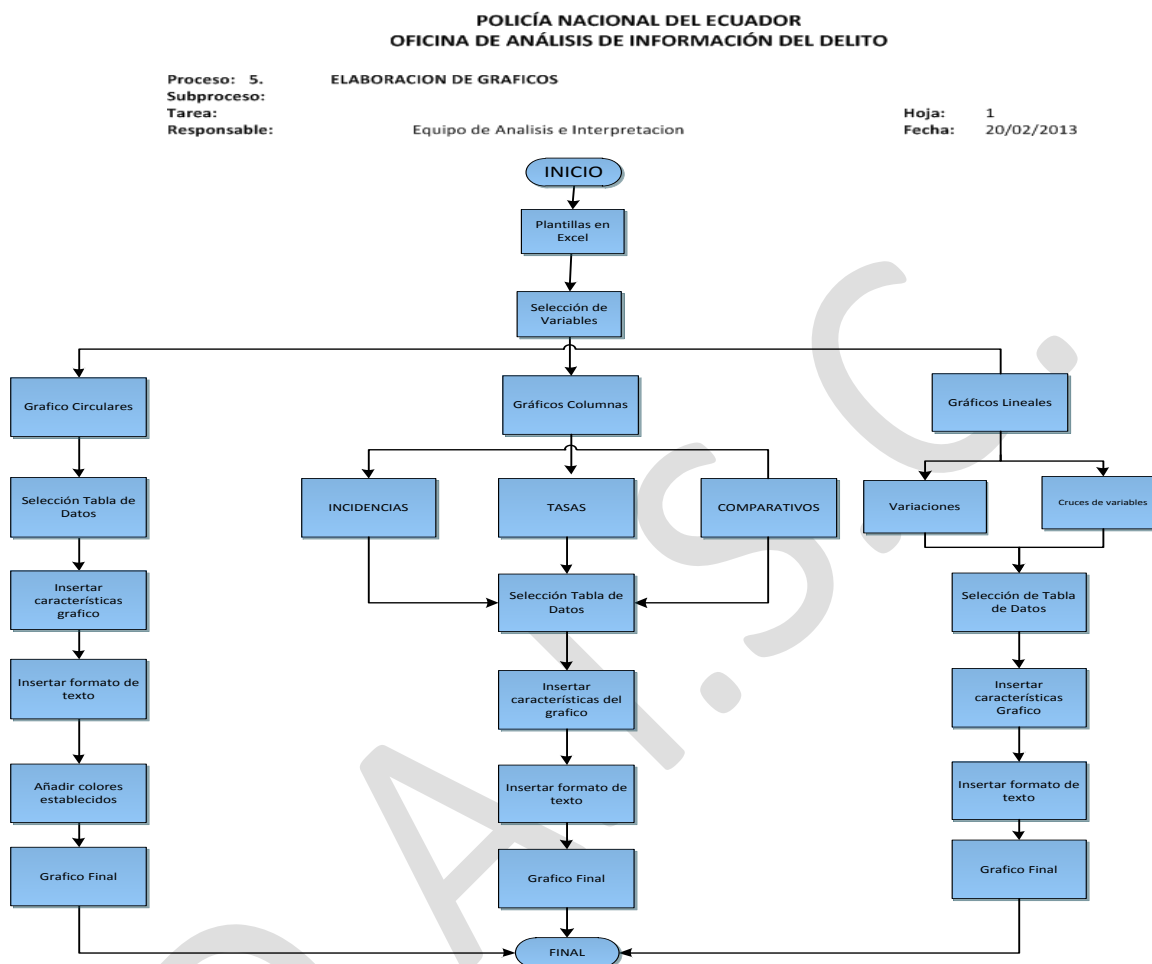 POLICÍA NACIONAL DEL ECUADOR
OFICINA DE ANÁLISIS DE INFORMACIÓN DEL DELITO
Proceso: 5. ELABORACION DE GRAFICOS
Subproceso:
Tarea:
Hoja: 1
Responsable: Equipo de Analisis e Interpretacion
Fecha: 20/02/2013
INICIO
Plantillas en
Excel
Selección de
Variables
Grafico Circulares
Gráficos Columnas
Gráficos Lineales
Selección Tabla de
Datos
INCIDENCIAS
TASAS
COMPARATIVOS
Variaciones
Cruces de variables
Insertar
características
grafico
Selección Tabla de
Datos
Selección de Tabla
de Datos
Insertar formato de
texto
Insertar
características del
grafico
Insertar
características
Grafico
Añadir colores
establecidos
Insertar formato de
texto
Insertar formato de
texto
Grafico Final
Grafico Final
Grafico Final
FINAL